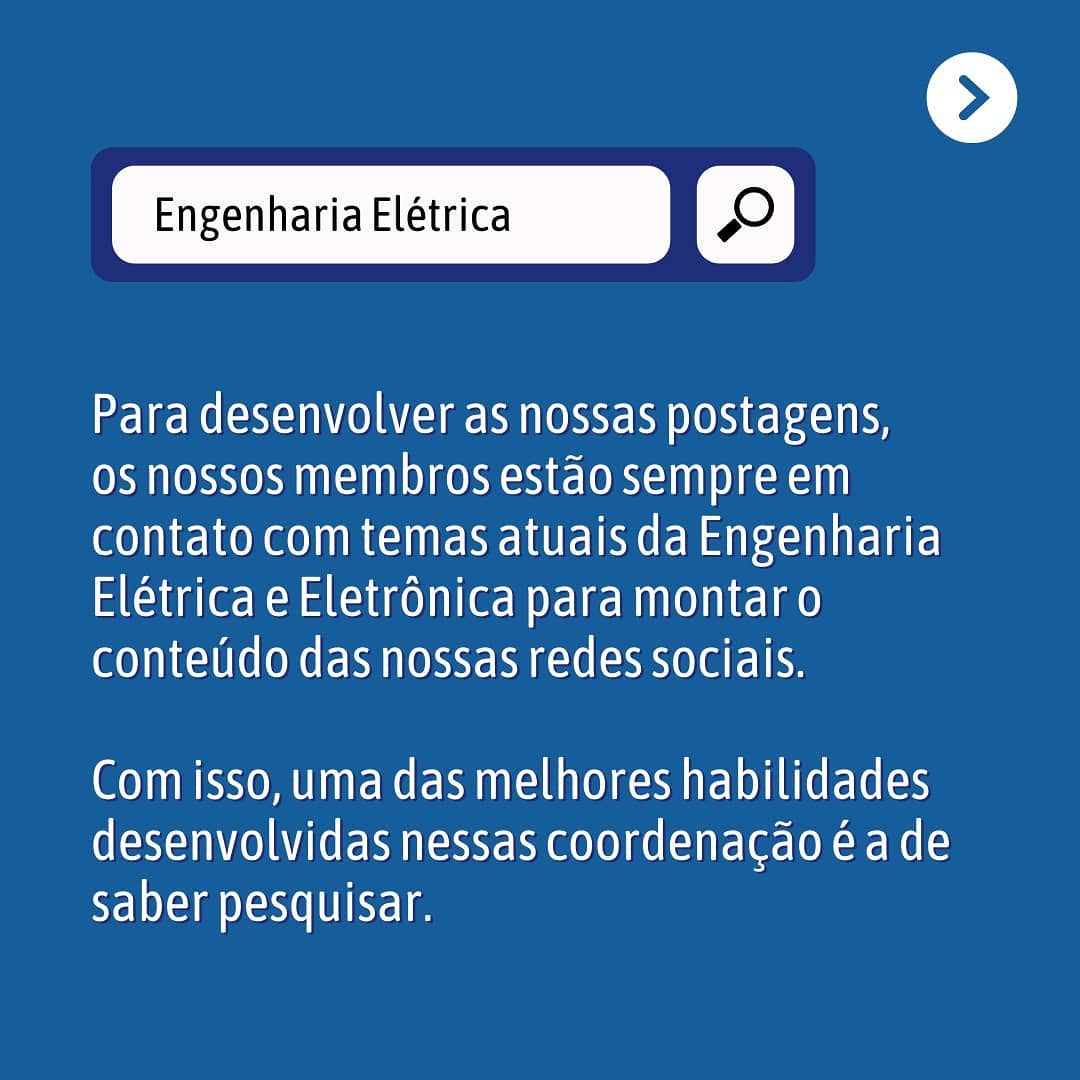 Engenharia Elétrica
Para desenvolver as nossas postagens,
os nossos membros estão sempre em
contato com temas atuais da Engenharia
Elétrica e Eletrônica para montar o
conteúdo das nossas redes sociais.
Com isso, uma das melhores habilidades
desenvolvidas nessas coordenação é a de
saber pesquisar.